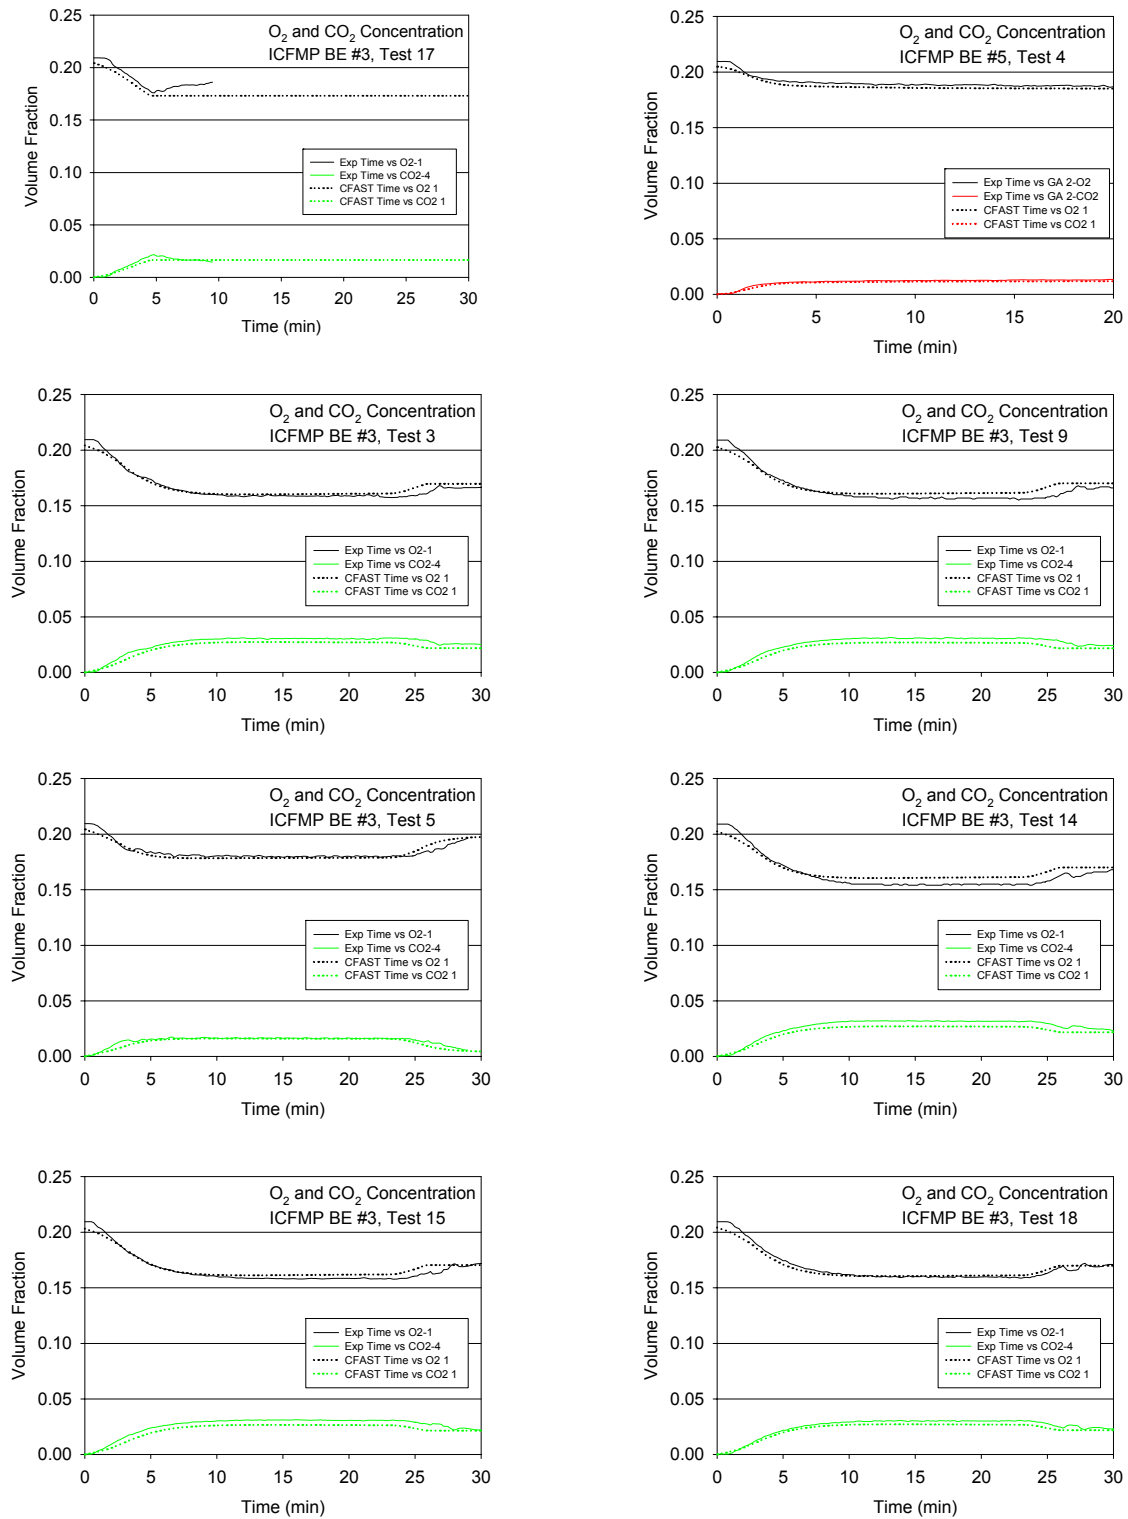 O2 and CO2 Concentration
ICFMP BE #3, Test 17
Volume Fraction
0.25
0.20
0.15
0.10
0.05
0.00
Exp Time vs O2-1
Exp Time vs CO2-4
CFAST Time vs O2 1
CFAST Time vs CO2 1
0 5 10 15 20 25 30
Time (min)
O2 and CO2 Concentration
ICFMP BE #5, Test 4
Volume Fraction
0.25
0.20
0.15
0.10
0.05
0.00
Exp Time vs GA 2-O2
Exp Time vs GA 2-CO2
CFAST Time vs O2 1
CFAST Time vs CO2 1
5 10 15 20
Time (min)
O2 and CO2 Concentration
ICFMP BE #3, Test 3
Volume Fraction
0.25
0.20
0.15
0.10
0.05
0.00
Exp Time vs O2-1
Exp Time vs CO2-4
CFAST Time vs O2 1
CFAST Time vs CO2 1
0 5 10 15 20 25 30
Time (min)
O2 and CO2 Concentration
ICFMP BE #3, Test 9
Volume Fraction
0.25
0.20
0.15
0.10
0.05
0.00
Exp Time vs O2-1
Exp Time vs CO2-4
CFAST Time vs O2 1
CFAST Time vs CO2 1
0 5 10 15 20 25 30
Time (min)
O2 and CO2 Concentration
ICFMP BE #3, Test 5
Volume Fraction
0.25
0.20
0.15
0.10
0.05
0.00
Exp Time vs O2-1
Exp Time vs CO2-4
CFAST Time vs O2 1
CFAST Time vs CO2 1
0 5 10 15 20 25 30
Time (min)
O2 and CO2 Concentration
ICFMP BE #3, Test 14
Volume Fraction
0.25
0.20
0.15
0.10
0.05
0.00
Exp Time vs O2-1
Exp Time vs CO2-4
CFAST Time vs O2 1
CFAST Time vs CO2 1
0 5 10 15 20 25 30
Time (min)
O2 and CO2 Concentration
ICFMP BE #3, Test 15
Volume Fraction
0.25
0.20
0.15
0.10
0.05
0.00
Exp Time vs O2-1
Exp Time vs CO2-4
CFAST Time vs O2 1
CFAST Time vs CO2 1
0 5 10 15 20 25 30
Time (min)
O2 and CO2 Concentration
ICFMP BE #3, Test 18
Volume Fraction
0.25
0.20
0.15
0.10
0.05
0.00
Exp Time vs O2-1
Exp Time vs CO2-4
CFAST Time vs O2 1
CFAST Time vs CO2 1
0 5 10 15 20 25 30
Time (min)